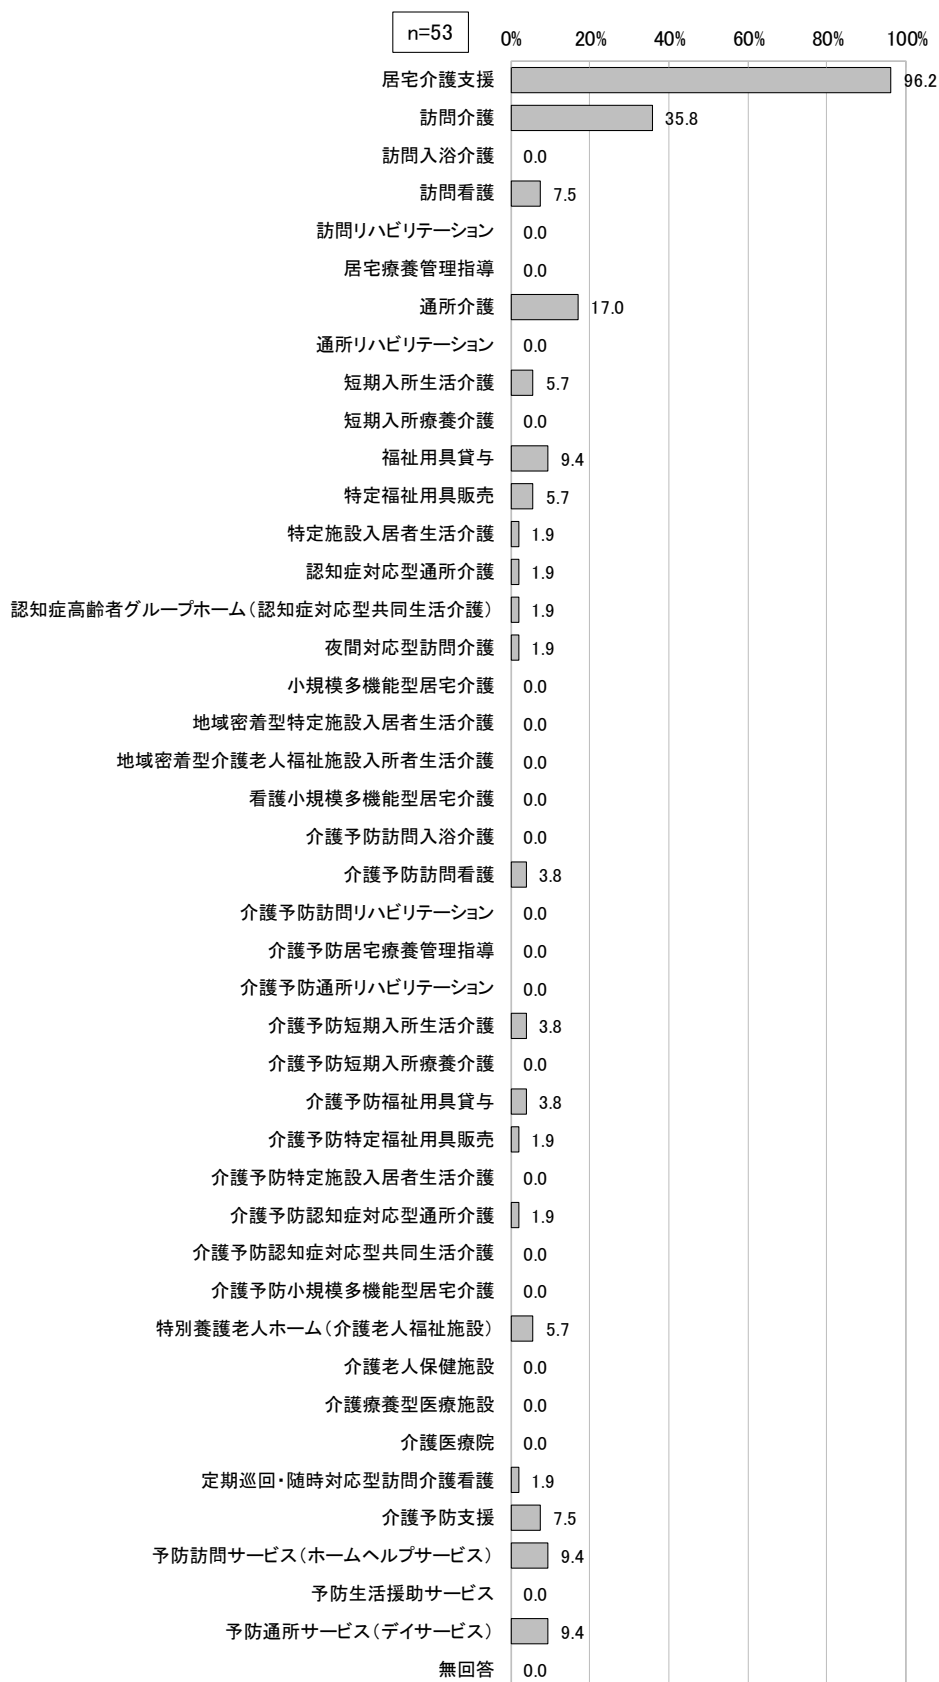 n=53
0% 20% 40% 60% 80% 100%
居宅介護支援 96.2
訪問介護 35.8
訪問入浴介護 0.0
訪問看護 7.5
訪問リハビリテーション 0.0
居宅療養管理指導 0.0
通所介護 17.0
通所リハビリテーション 0.0
短期入所生活介護 5.7
短期入所療養介護 0.0
福祉用具貸与 9.4
特定福祉用具販売 5.7
特定施設入居者生活介護 1.9
認知症対応型通所介護 1.9
認知症高齢者グループホーム（認知症対応型共同生活介護） 1.9
夜間対応型訪問介護 1.9
小規模多機能型居宅介護 0.0
地域密着型特定施設入居者生活介護 0.0
地域密着型介護老人福祉施設入所者生活介護 0.0
看護小規模多機能型居宅介護 0.0
介護予防訪問入浴介護 0.0
介護予防訪問看護 3.8
介護予防訪問リハビリテーション 0.0
介護予防居宅療養管理指導 0.0
介護予防通所リハビリテーション 0.0
介護予防短期入所生活介護 3.8
介護予防短期入所療養介護 0.0
介護予防福祉用具貸与 3.8
介護予防特定福祉用具販売 1.9
介護予防特定施設入居者生活介護 0.0
介護予防認知症対応型通所介護 1.9
介護予防認知症対応型共同生活介護 0.0
介護予防小規模多機能型居宅介護 0.0
特別養護老人ホーム（介護老人福祉施設） 5.7
介護老人保健施設 0.0
介護療養型医療施設 0.0
介護医療院 0.0
定期巡回・随時対応型訪問介護看護 1.9
介護予防支援 7.5
予防訪問サービス（ホームヘルプサービス） 9.4
予防生活援助サービス 0.0
予防通所サービス（デイサービス） 9.4
無回答 0.0